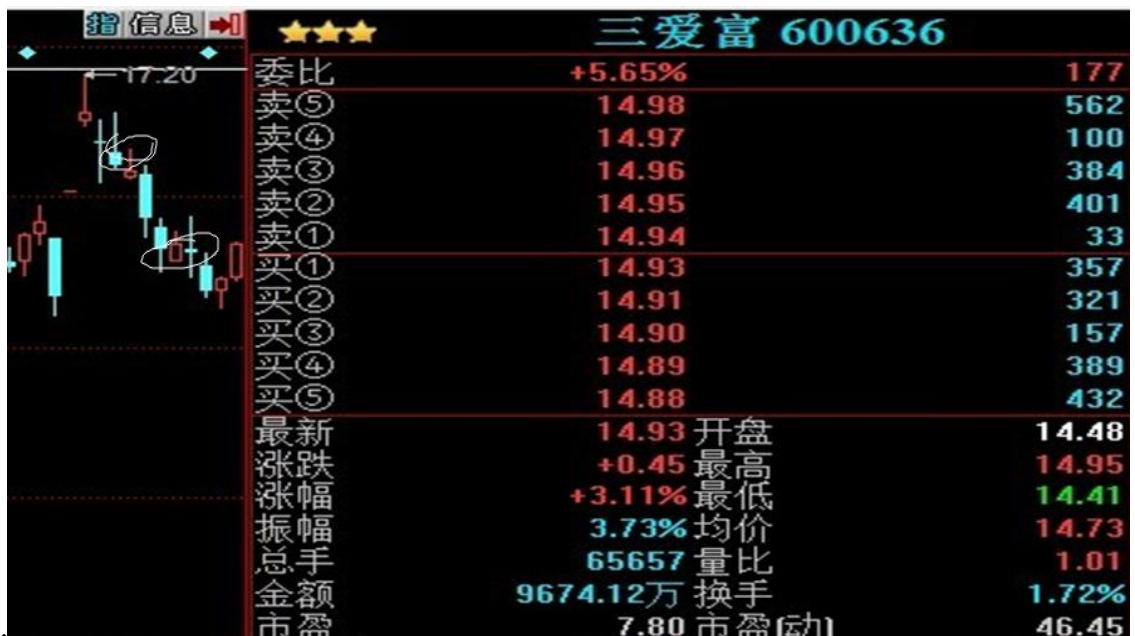 指 信息
三爱富 600636
17.20
委比 +5.65% 177
卖⑤ 14.98 562
卖④ 14.97 100
卖③ 14.96 384
卖② 14.95 401
卖① 14.94 33
买① 14.93 357
买② 14.91 321
买③ 14.90 157
买④ 14.89 389
买⑤ 14.88 432
最新 14.93 开盘 14.48
涨跌 +0.45 最高 14.95
涨幅 +3.11% 最低 14.41
振幅 3.73% 均价 14.73
总手 65657 量比 1.01
金额 9674.12万 换手 1.72%
市盈 7.80 市盈(动) 46.45